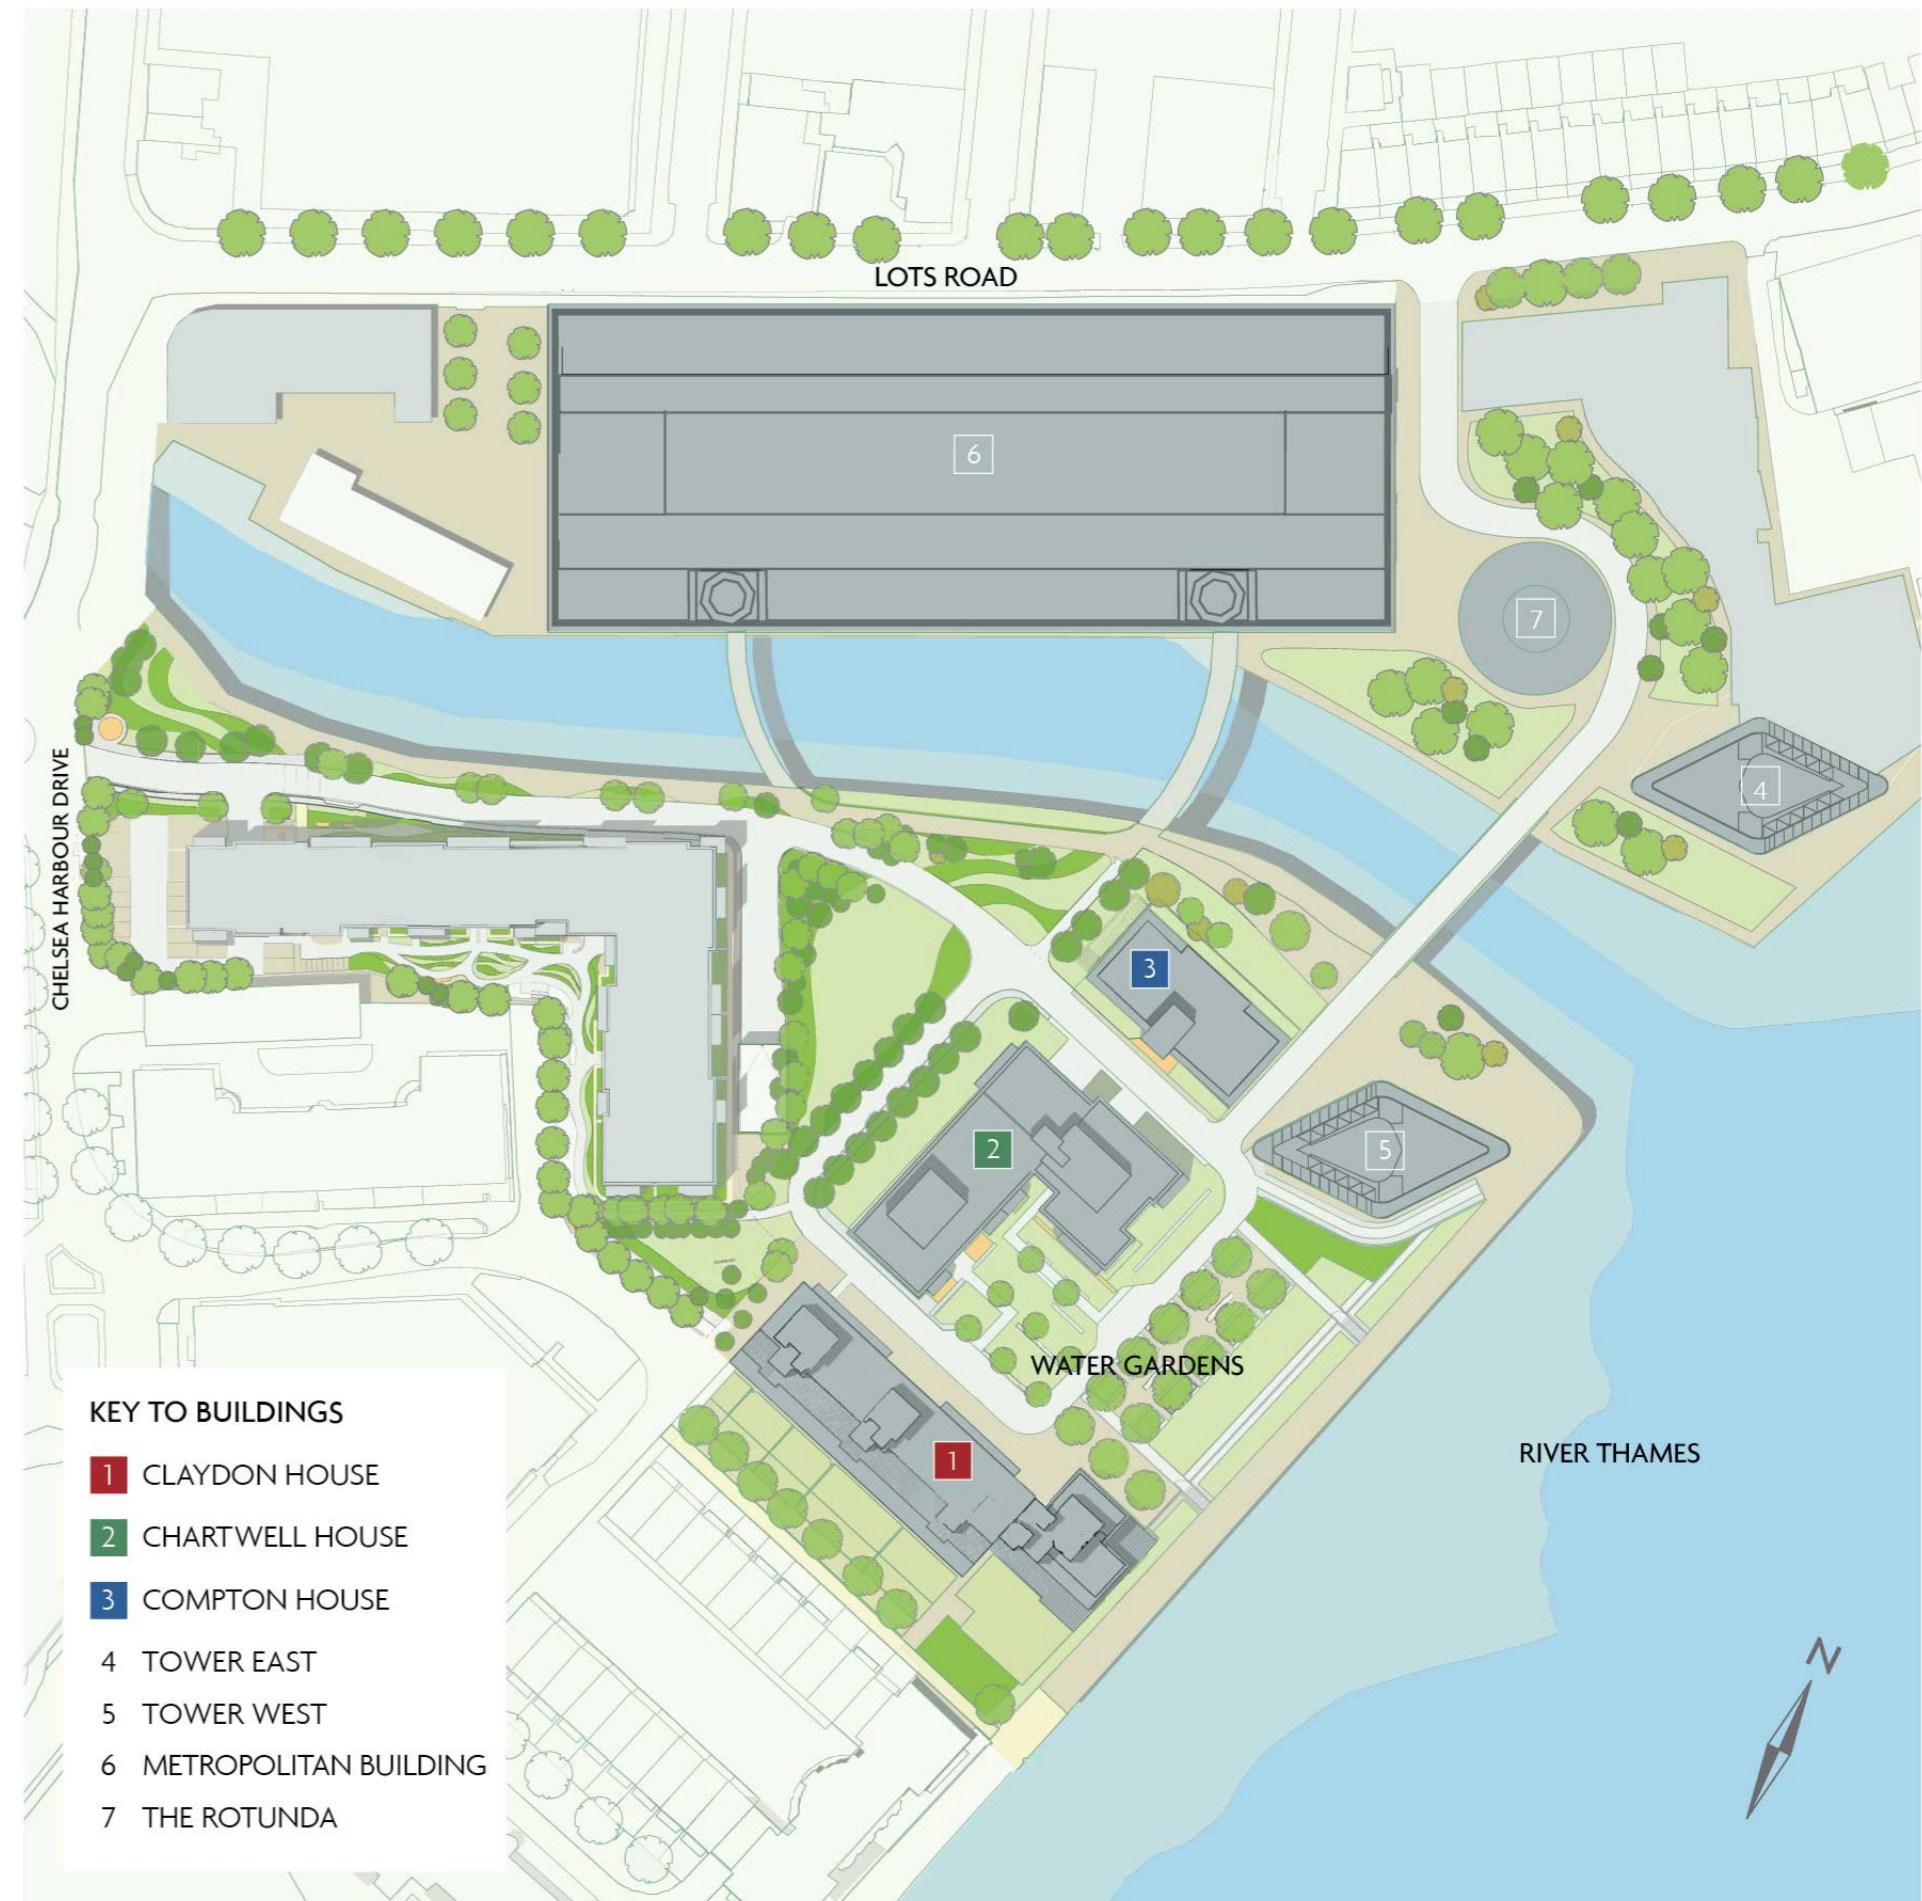 LOTS ROAD
6
7
4
CHELSEA HARBOUR DRIVE
3
2
5
WATER GARDENS
1
RIVER THAMES
N
KEY TO BUILDINGS
1 CLAYDON HOUSE
2 CHARTWELL HOUSE
3 COMPTON HOUSE
4 TOWER EAST
5 TOWER WEST
6 METROPOLITAN BUILDING
7 THE ROTUNDA